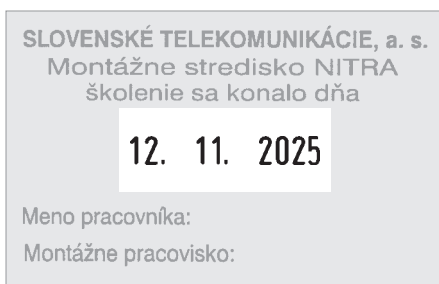 SLOVENSKÉ TELEKOMUNIKÁCIE, a. s.
Montážne stredisko NITRA
školenie sa konalo dňa
12. 11. 2025
Meno pracovníka:
Montážne pracovisko: